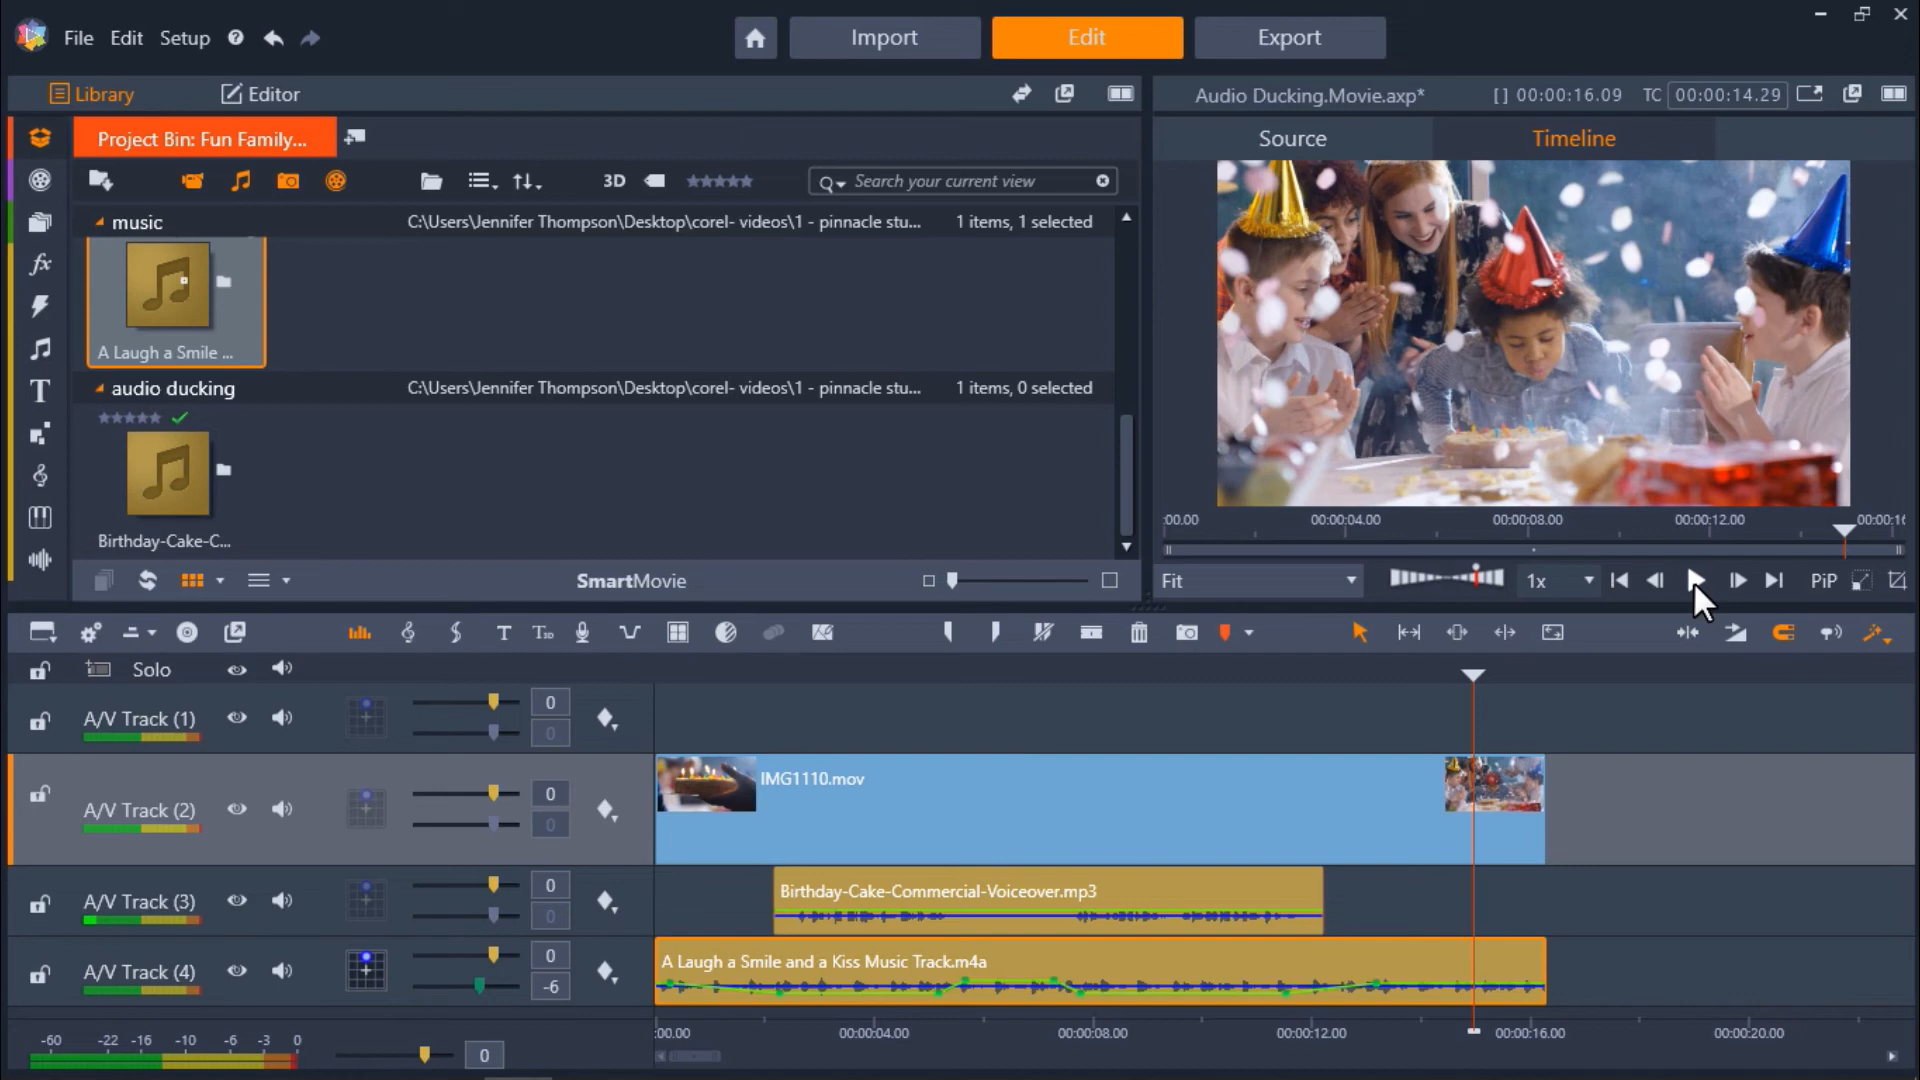 File Edit Setup
Import Edit Export
Library Editor
Audio Ducking.Movie.axp* [ ] 00:00:16.09 TC 00:00:14.29
Project Bin: Fun Family...
Source Timeline
3D Search your current view
music C:\Users\Jennifer Thompson\Desktop\corel- videos\1 - pinnacle stu... 1 items, 1 selected
A Laugh a Smile ...
audio ducking C:\Users\Jennifer Thompson\Desktop\corel- videos\1 - pinnacle stu... 1 items, 0 selected
Birthday-Cake-C...
:00.00 00:00:04.00 00:00:08.00 00:00:12.00 00:00:16
SmartMovie
Fit 1x PiP
Solo
A/V Track (1) 0
0
A/V Track (2) 0
0
IMG1110.mov
A/V Track (3) 0
0
Birthday-Cake-Commercial-Voiceover.mp3
A/V Track (4) 0
-6
A Laugh a Smile and a Kiss Music Track.m4a
-60 -22 -16 -10 -6 -3 0
0
:00.00 00:00:04.00 00:00:08.00 00:00:12.00 00:00:16.00 00:00:20.00